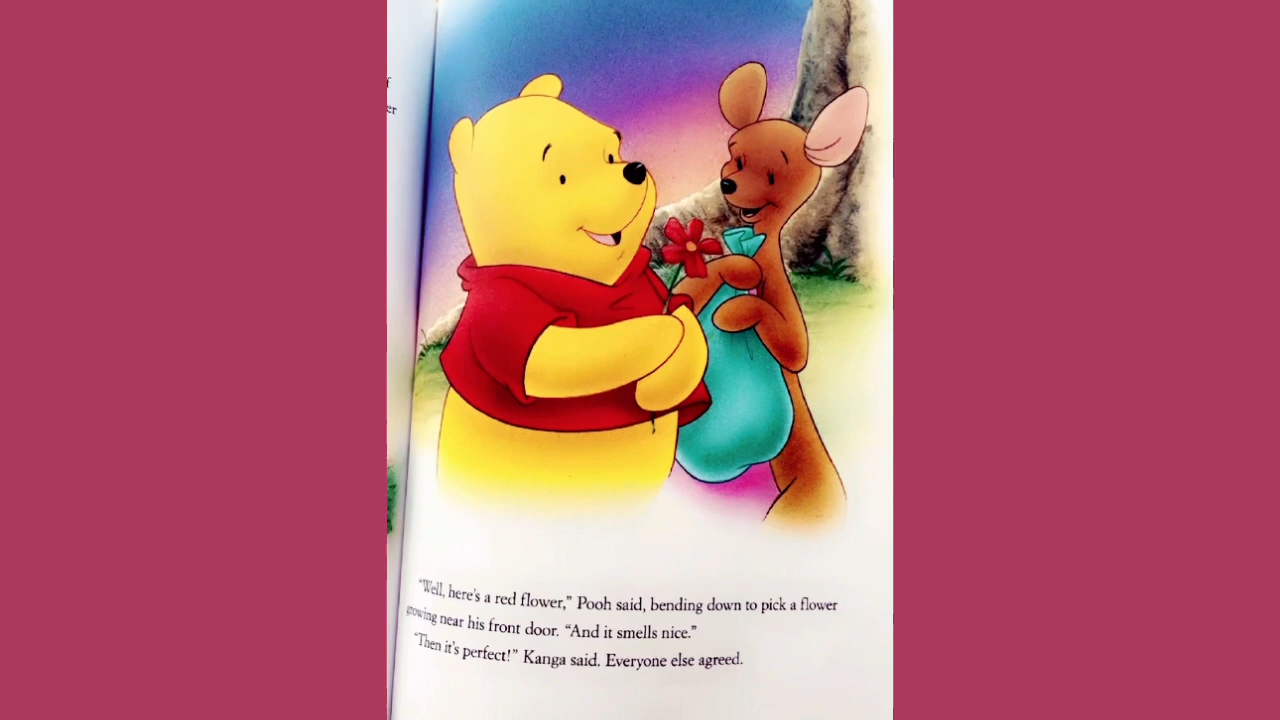 "Well, here's a red flower," Pooh said, bending down to pick a flower
growing near his front door. "And it smells nice."
"Then it's perfect!" Kanga said. Everyone else agreed.